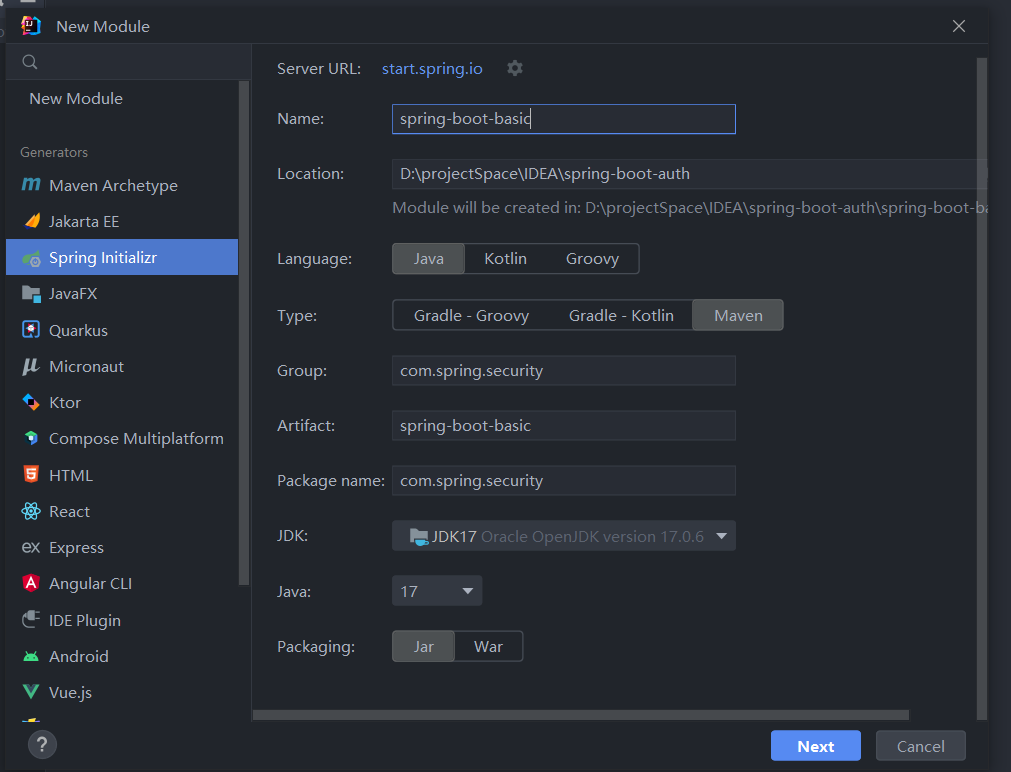 New Module
New Module
Generators
Maven Archetype
Jakarta EE
Spring Initializr
JavaFX
Quarkus
Micronaut
Ktor
Compose Multiplatform
HTML
React
Express
Angular CLI
IDE Plugin
Android
Vue.js
Server URL: start.spring.io
Name: spring-boot-basic
Location: D:\projectSpace\IDEA\spring-boot-auth
Module will be created in: D:\projectSpace\IDEA\spring-boot-auth\spring-boot-ba
Language: Java Kotlin Groovy
Type: Gradle - Groovy Gradle - Kotlin Maven
Group: com.spring.security
Artifact: spring-boot-basic
Package name: com.spring.security
JDK: JDK17 Oracle OpenJDK version 17.0.6
Java: 17
Packaging: Jar War
? Next Cancel